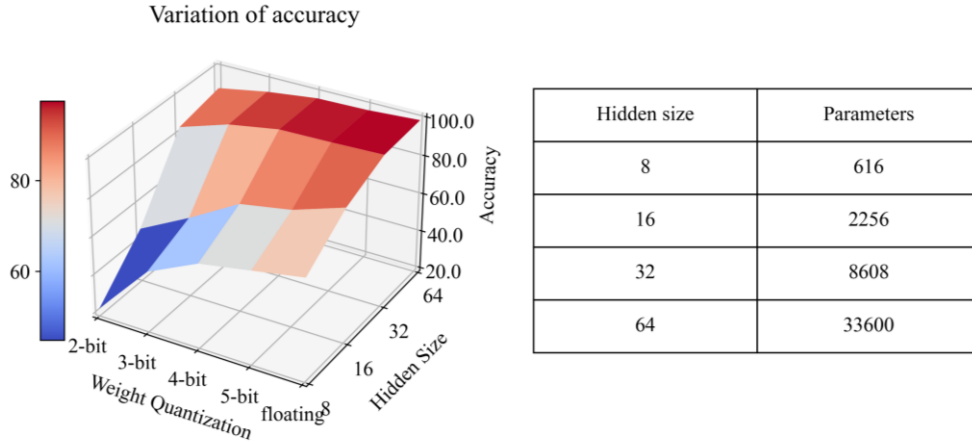 Variation of accuracy
80
60
100.0
80.0
60.0
40.0
20.0
Accuracy
2-bit
3-bit
4-bit
5-bit
floating
Weight Quantization
8
16
32
64
Hidden Size
Hidden size Parameters
8 616
16 2256
32 8608
64 33600